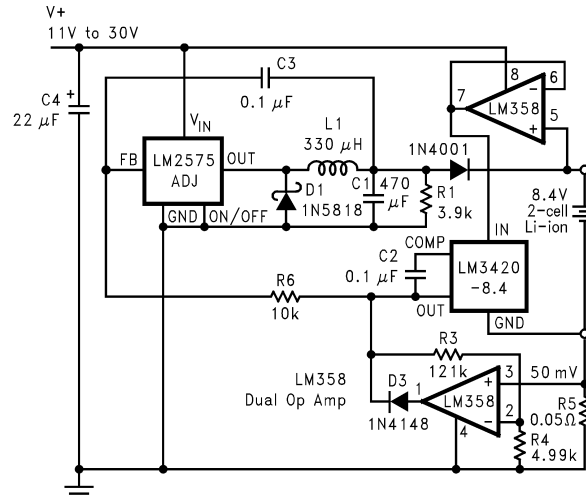 V+
11V to 30V
C3
0.1 μF
C4
+
22 μF
VIN
FB
LM2575
ADJ
OUT
GND
ON/OFF
L1
330 μH
D1
1N5818
C1
470
μF
1N4001
R1
3.9k
7
8
6
5
−
+
LM358
8.4V
2-cell
Li-ion
IN
COMP
C2
0.1 μF
LM3420
-8.4
OUT
GND
R6
10k
R3
121k
LM358
Dual Op Amp
D3
1N4148
1
3
2
4
+
−
LM358
50 mV
R5
0.05Ω
R4
4.99k